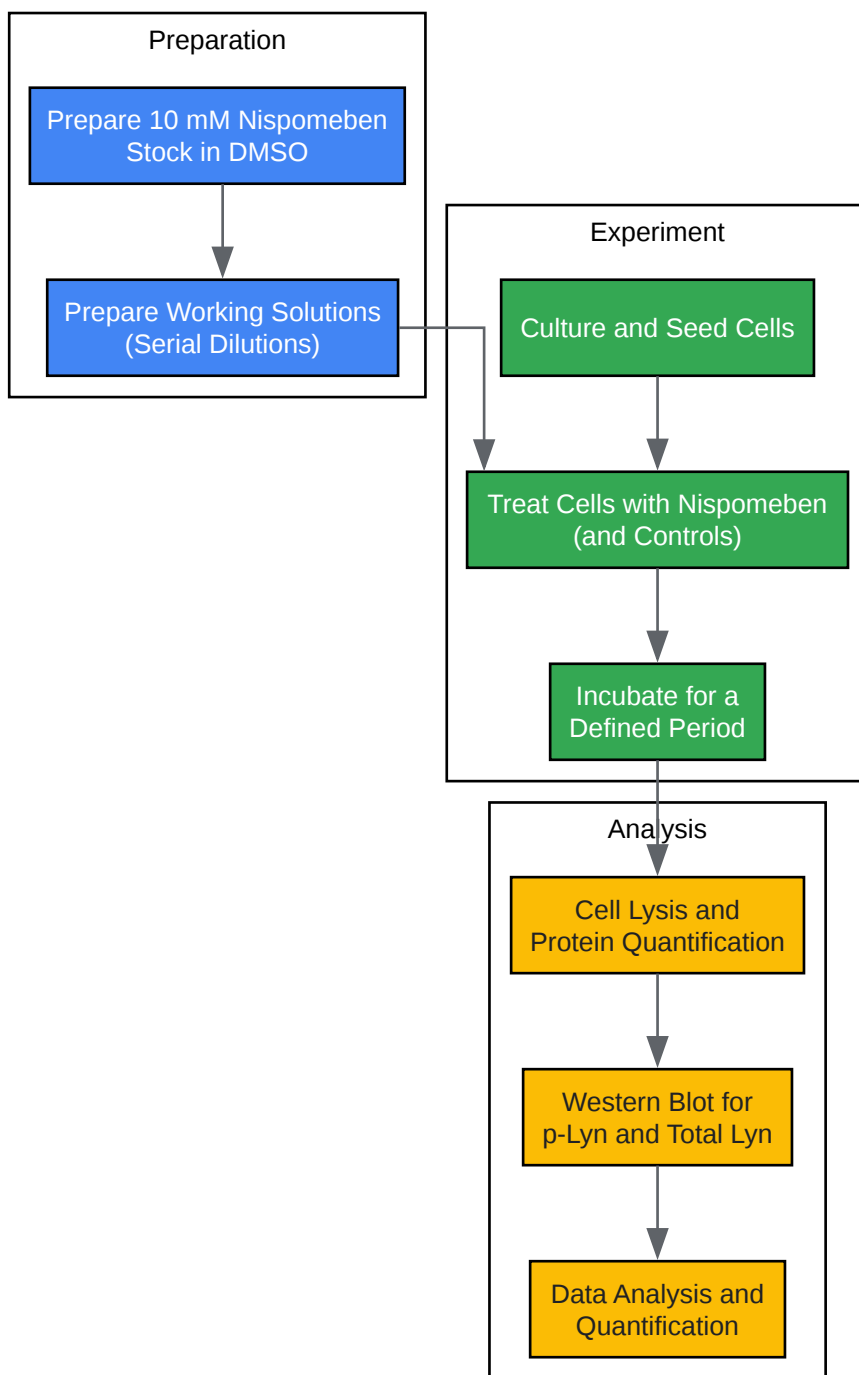 Preparation
Prepare 10 mM Nispomeben
Stock in DMSO
Prepare Working Solutions
(Serial Dilutions)
Experiment
Culture and Seed Cells
Treat Cells with Nispomeben
(and Controls)
Incubate for a
Defined Period
Analysis
Cell Lysis and
Protein Quantification
Western Blot for
p-Lyn and Total Lyn
Data Analysis and
Quantification